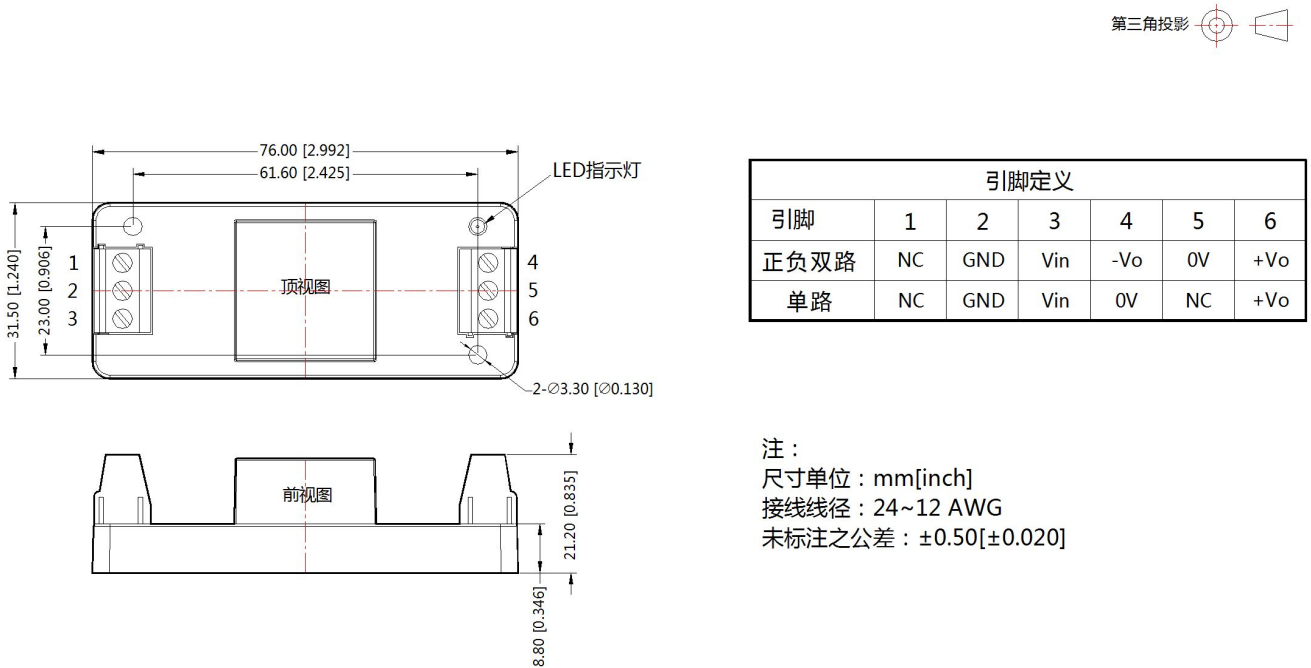 第三角投影
76.00 [2.992]
61.60 [2.425]
LED指示灯
31.50 [1.240]
23.00 [0.906]
1
2
3
顶视图
4
5
6
2-∅3.30 [∅0.130]
前视图
21.20 [0.835]
8.80 [0.346]
引脚定义
引脚 1 2 3 4 5 6
正负双路 NC GND Vin -Vo 0V +Vo
单路 NC GND Vin 0V NC +Vo
注：
尺寸单位：mm[inch]
接线线径：24~12 AWG
未标注之公差：±0.50[±0.020]